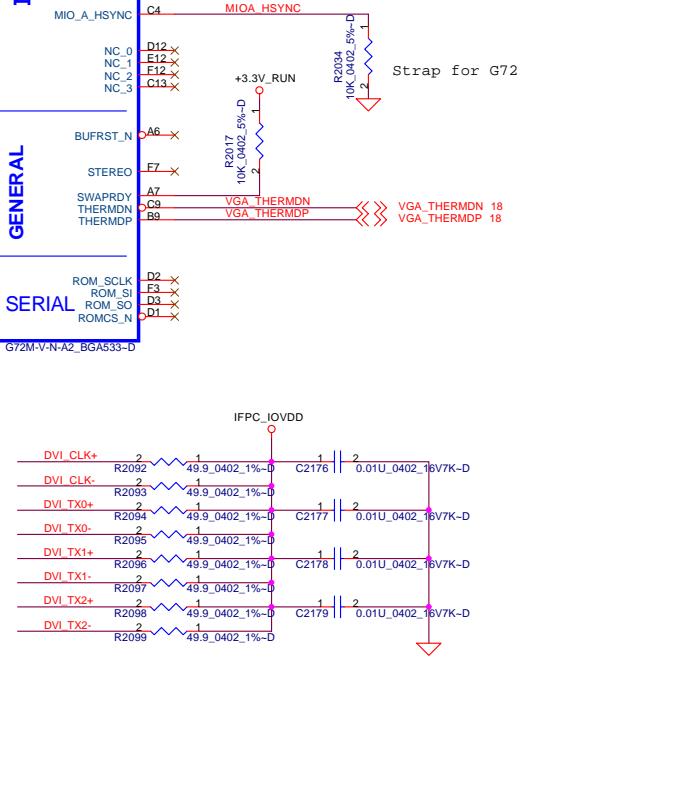 MIO_A_HSYNC C4 MIOA_HSYNC
R2034
10K_0402_5%~D
1
2
Strap for G72
NC_0 D12
NC_1 E12
NC_2 F12
NC_3 C13
+3.3V_RUN
R2017
10K_0402_5%~D
1
2
GENERAL
BUFRST_N A6
STEREO F7
SWAPRDY A7
THERMDN C9 VGA_THERMDN VGA_THERMDN 18
THERMDP B9 VGA_THERMDP VGA_THERMDP 18
SERIAL
ROM_SCLK D2
ROM_SI F3
ROM_SO D3
ROMCS_N D1
G72M-V-N-A2_BGA533~D
IFPC_IOVDD
DVI_CLK+ 2 1 1 2
R2092 49.9_0402_1%~D C2176 0.01U_0402_16V7K~D
DVI_CLK- 2 1
R2093 49.9_0402_1%~D
DVI_TX0+ 2 1 1 2
R2094 49.9_0402_1%~D C2177 0.01U_0402_16V7K~D
DVI_TX0- 2 1
R2095 49.9_0402_1%~D
DVI_TX1+ 2 1 1 2
R2096 49.9_0402_1%~D C2178 0.01U_0402_16V7K~D
DVI_TX1- 2 1
R2097 49.9_0402_1%~D
DVI_TX2+ 2 1 1 2
R2098 49.9_0402_1%~D C2179 0.01U_0402_16V7K~D
DVI_TX2- 2 1
R2099 49.9_0402_1%~D